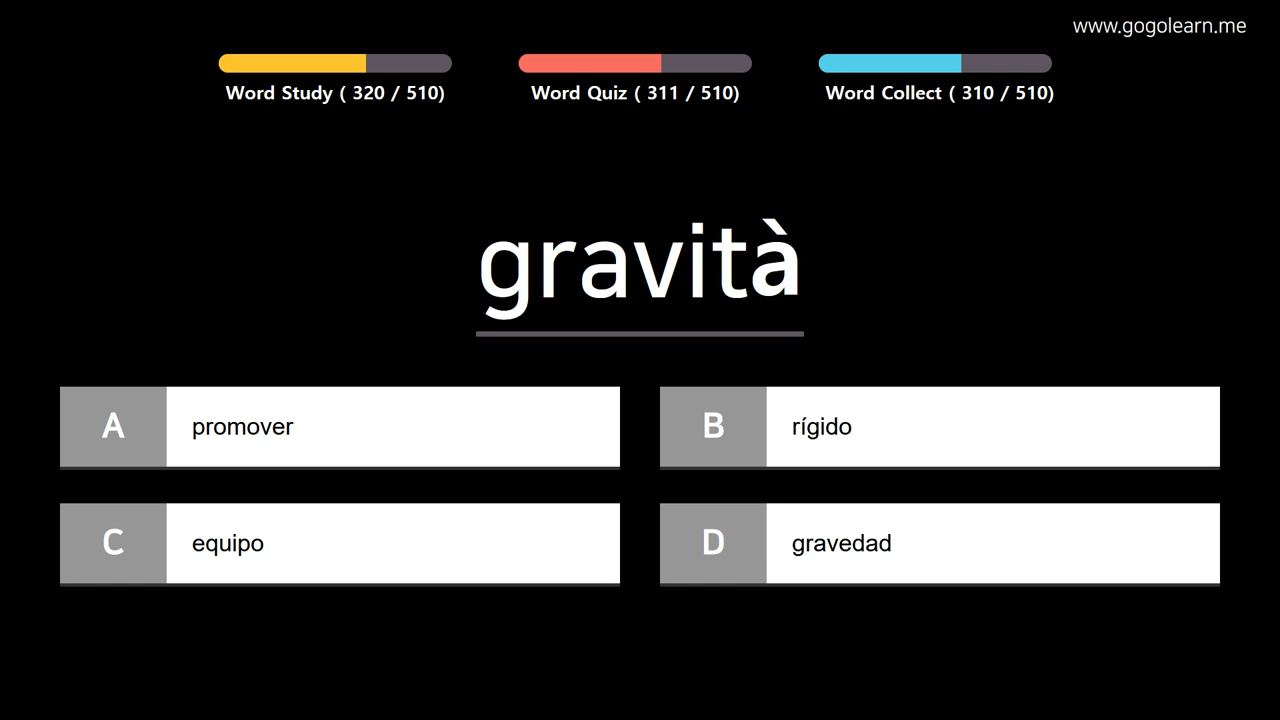 www.gogolearn.me
Word Study ( 320 / 510)
Word Quiz ( 311 / 510)
Word Collect ( 310 / 510)
gravità
A promover
B rígido
C equipo
D gravedad